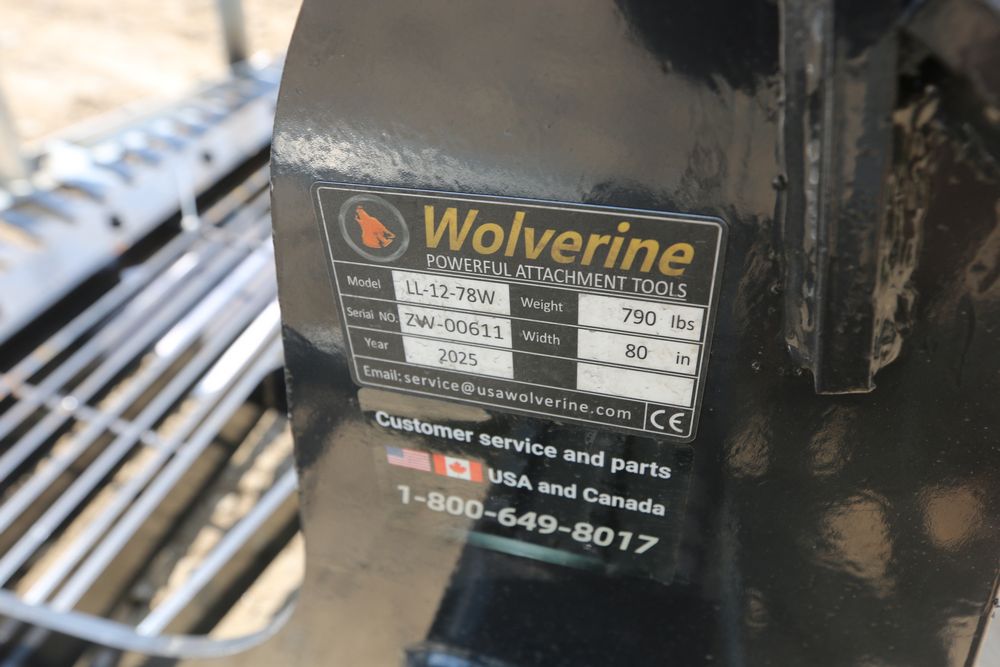 Wolverine
POWERFUL ATTACHMENT TOOLS
Model LL-12-78W Weight 790 lbs
Serial NO. ZW-00611 Width 80 in
Year 2025
Email: service@usawolverine.com CE
Customer service and parts
USA and Canada
1-800-649-8017